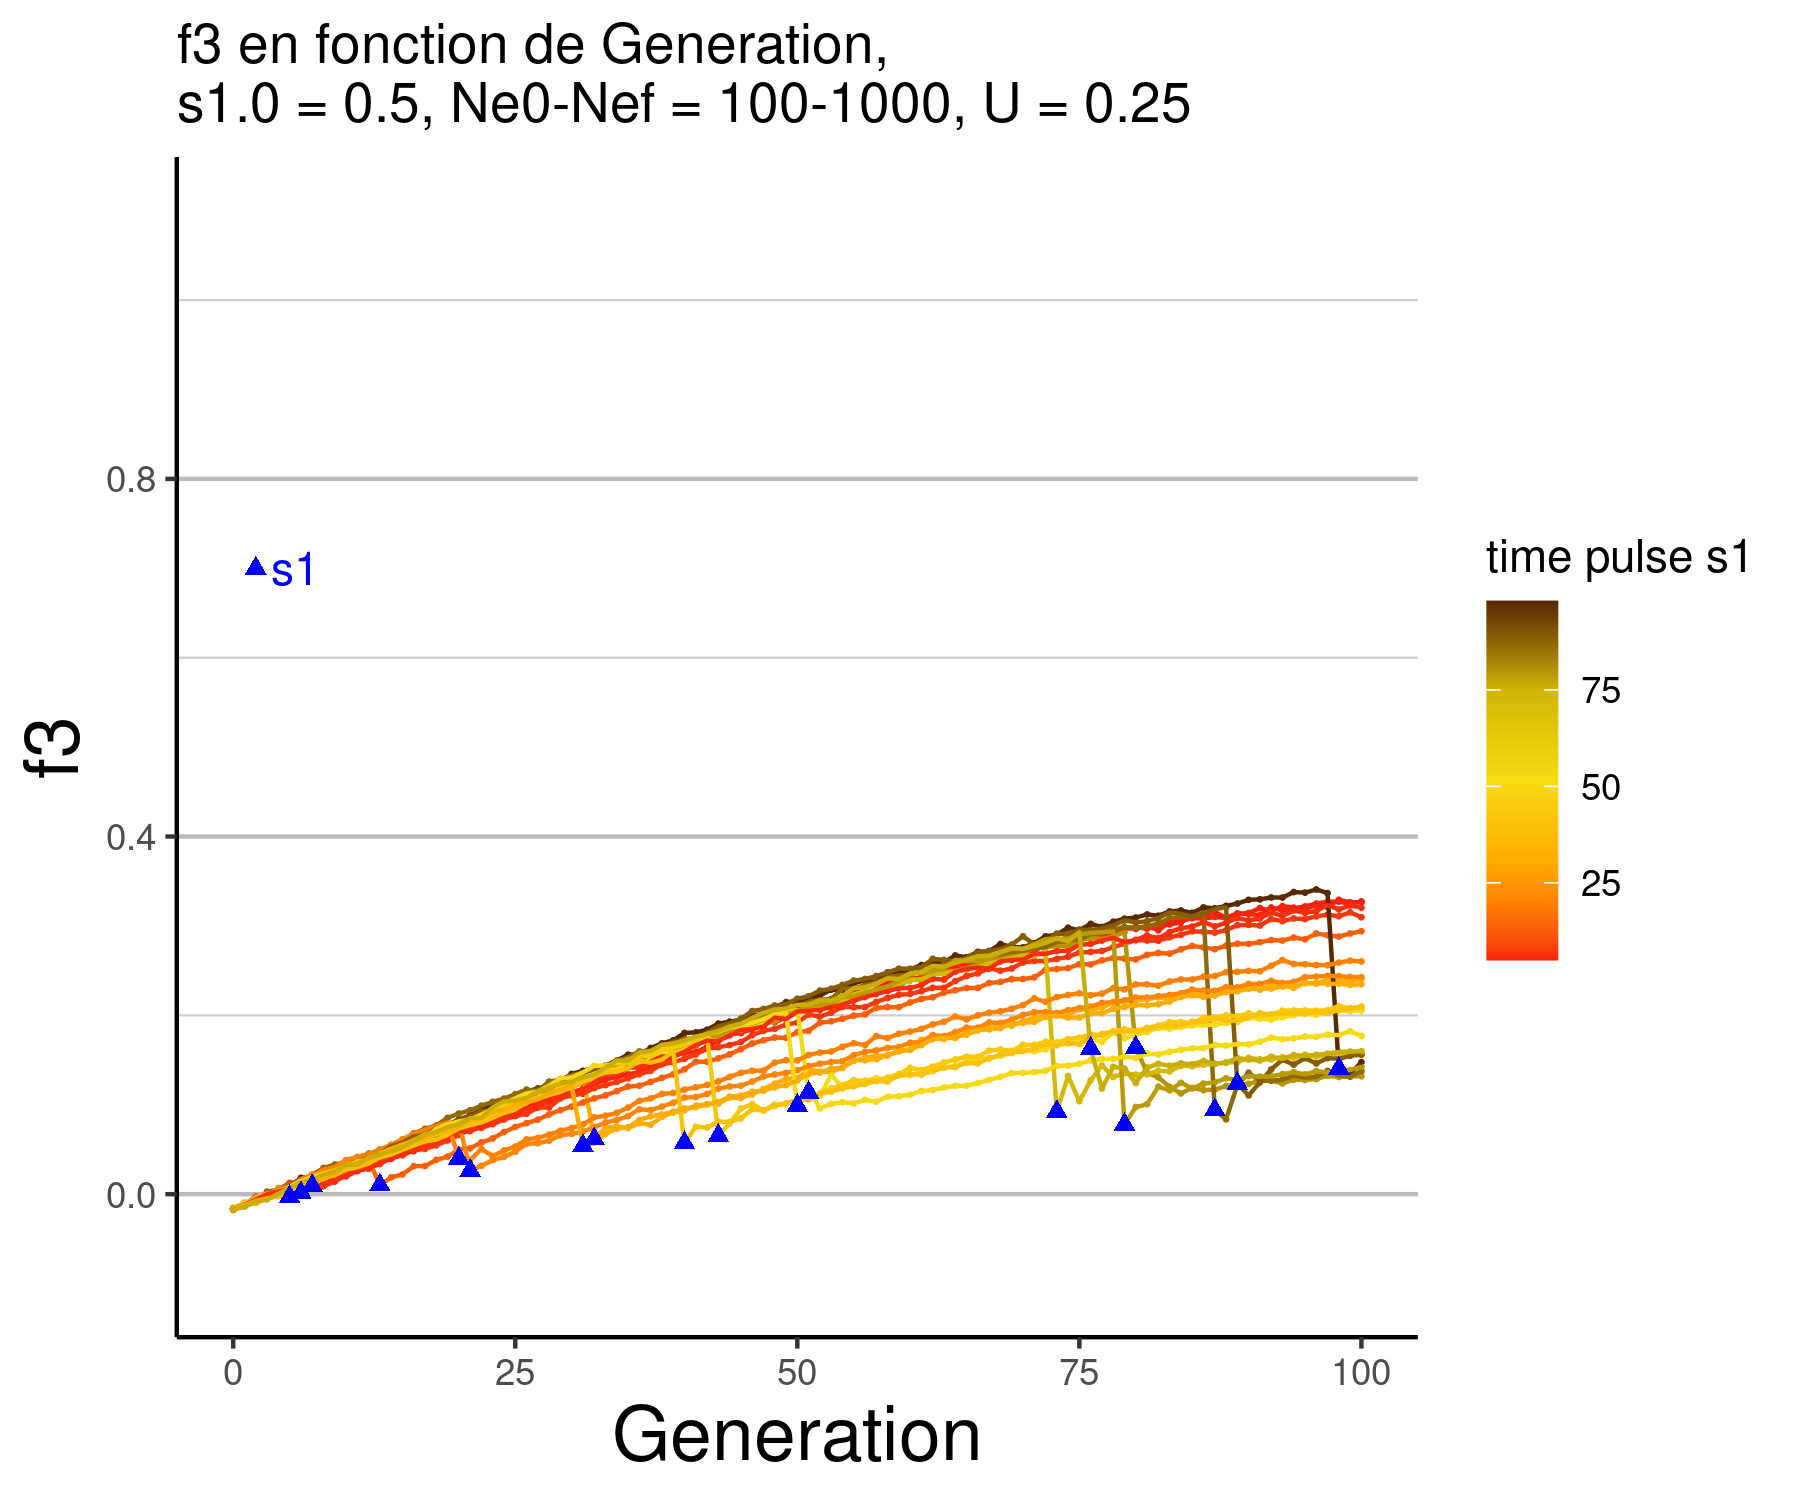 f3 en fonction de Generation,
s1.0 = 0.5, Ne0-Nef = 100-1000, U = 0.25
0.8
s1
0.4
0.0
f3
0 25 50 75 100
Generation
time pulse s1
75
50
25